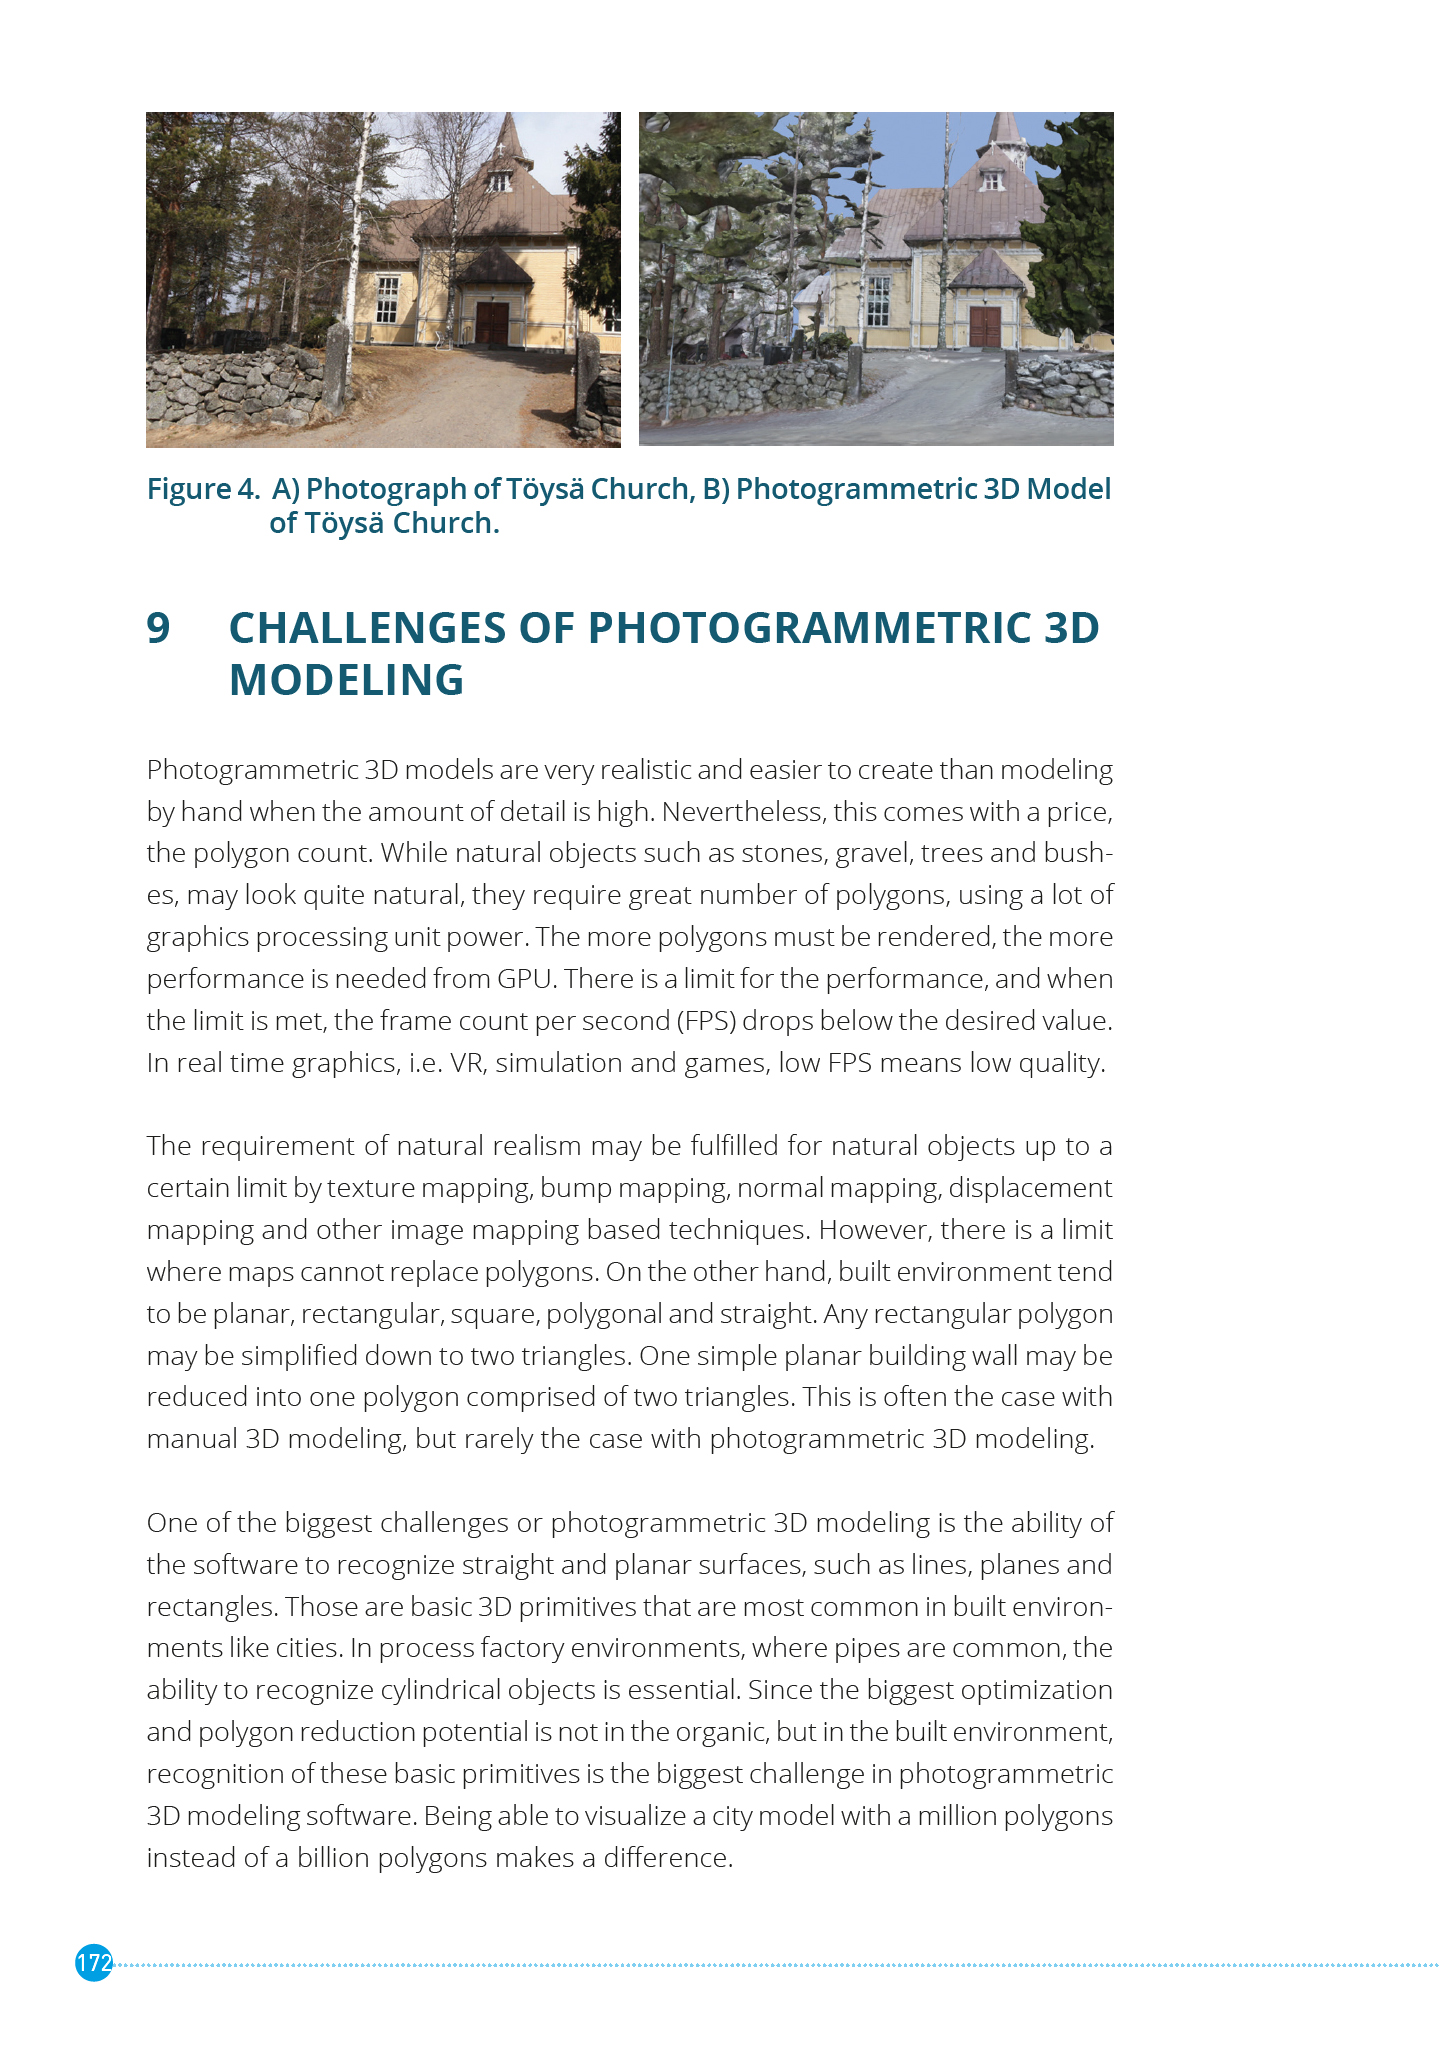 Figure 4. A) Photograph of Töysä Church, B) Photogrammetric 3D Model
of Töysä Church.
9 CHALLENGES OF PHOTOGRAMMETRIC 3D
MODELING
Photogrammetric 3D models are very realistic and easier to create than modeling
by hand when the amount of detail is high. Nevertheless, this comes with a price,
the polygon count. While natural objects such as stones, gravel, trees and bush-
es, may look quite natural, they require great number of polygons, using a lot of
graphics processing unit power. The more polygons must be rendered, the more
performance is needed from GPU. There is a limit for the performance, and when
the limit is met, the frame count per second (FPS) drops below the desired value.
In real time graphics, i.e. VR, simulation and games, low FPS means low quality.
The requirement of natural realism may be fulfilled for natural objects up to a
certain limit by texture mapping, bump mapping, normal mapping, displacement
mapping and other image mapping based techniques. However, there is a limit
where maps cannot replace polygons. On the other hand, built environment tend
to be planar, rectangular, square, polygonal and straight. Any rectangular polygon
may be simplified down to two triangles. One simple planar building wall may be
reduced into one polygon comprised of two triangles. This is often the case with
manual 3D modeling, but rarely the case with photogrammetric 3D modeling.
One of the biggest challenges or photogrammetric 3D modeling is the ability of
the software to recognize straight and planar surfaces, such as lines, planes and
rectangles. Those are basic 3D primitives that are most common in built environ-
ments like cities. In process factory environments, where pipes are common, the
ability to recognize cylindrical objects is essential. Since the biggest optimization
and polygon reduction potential is not in the organic, but in the built environment,
recognition of these basic primitives is the biggest challenge in photogrammetric
3D modeling software. Being able to visualize a city model with a million polygons
instead of a billion polygons makes a difference.
172